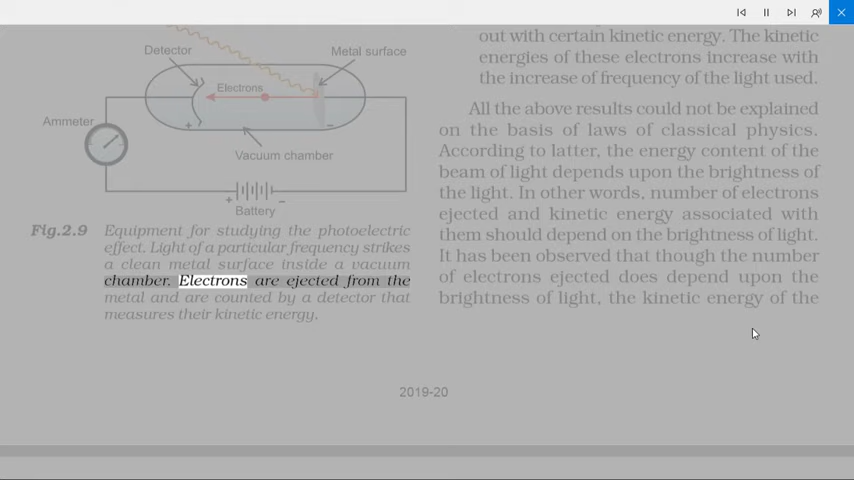 Detector
Metal surface
Electrons
Ammeter
+
–
Vacuum chamber
+
–
Battery
Fig.2.9 Equipment for studying the photoelectric
effect. Light of a particular frequency strikes
a clean metal surface inside a vacuum
chamber. Electrons are ejected from the
metal and are counted by a detector that
measures their kinetic energy.
out with certain kinetic energy. The kinetic
energies of these electrons increase with
the increase of frequency of the light used.
All the above results could not be explained
on the basis of laws of classical physics.
According to latter, the energy content of the
beam of light depends upon the brightness of
the light. In other words, number of electrons
ejected and kinetic energy associated with
them should depend on the brightness of light.
It has been observed that though the number
of electrons ejected does depend upon the
brightness of light, the kinetic energy of the
2019-20